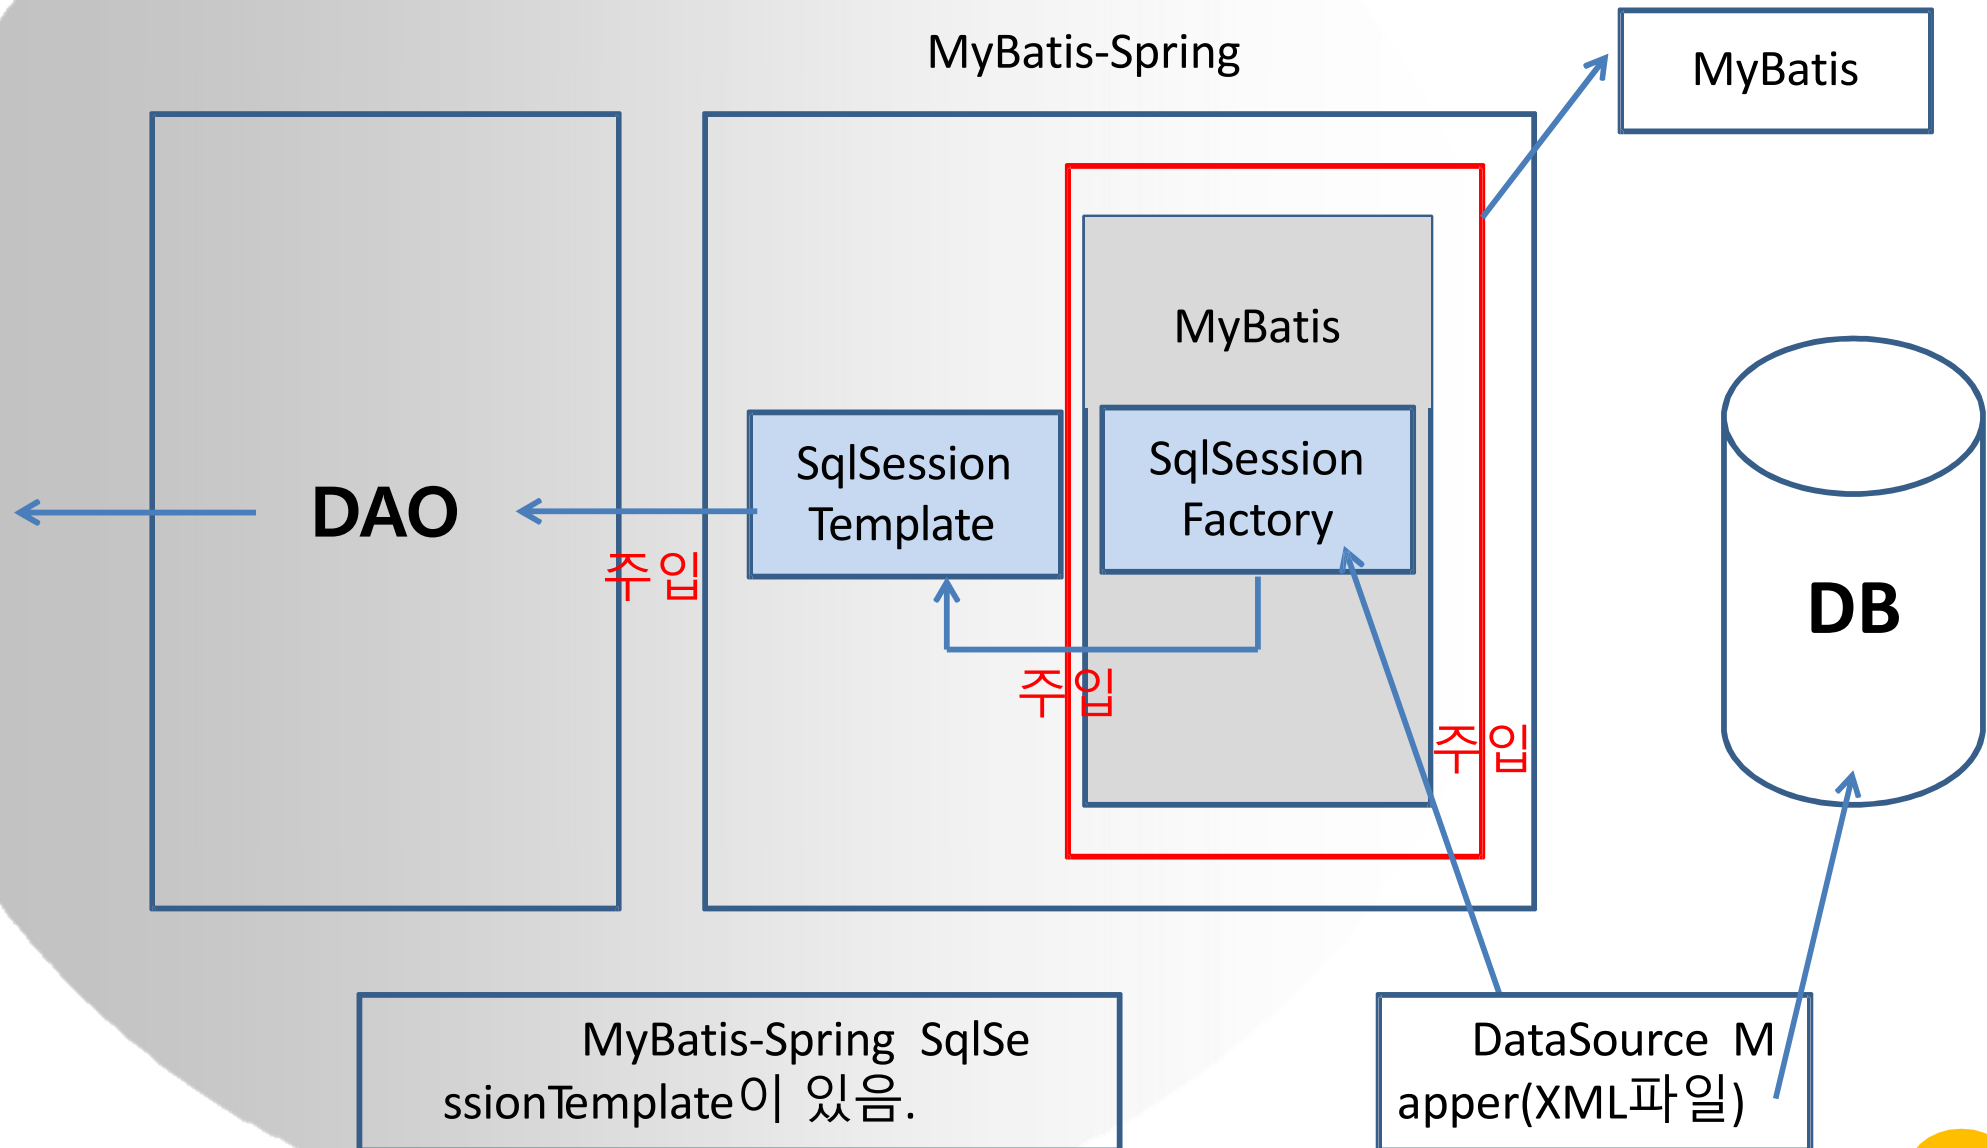 MyBatis-Spring
MyBatis
MyBatis
SqlSession
Template
SqlSession
Factory
DAO
주입
주입
주입
DB
MyBatis-Spring SqlSe
ssionTemplate이 있음.
DataSource M
apper(XML파일)